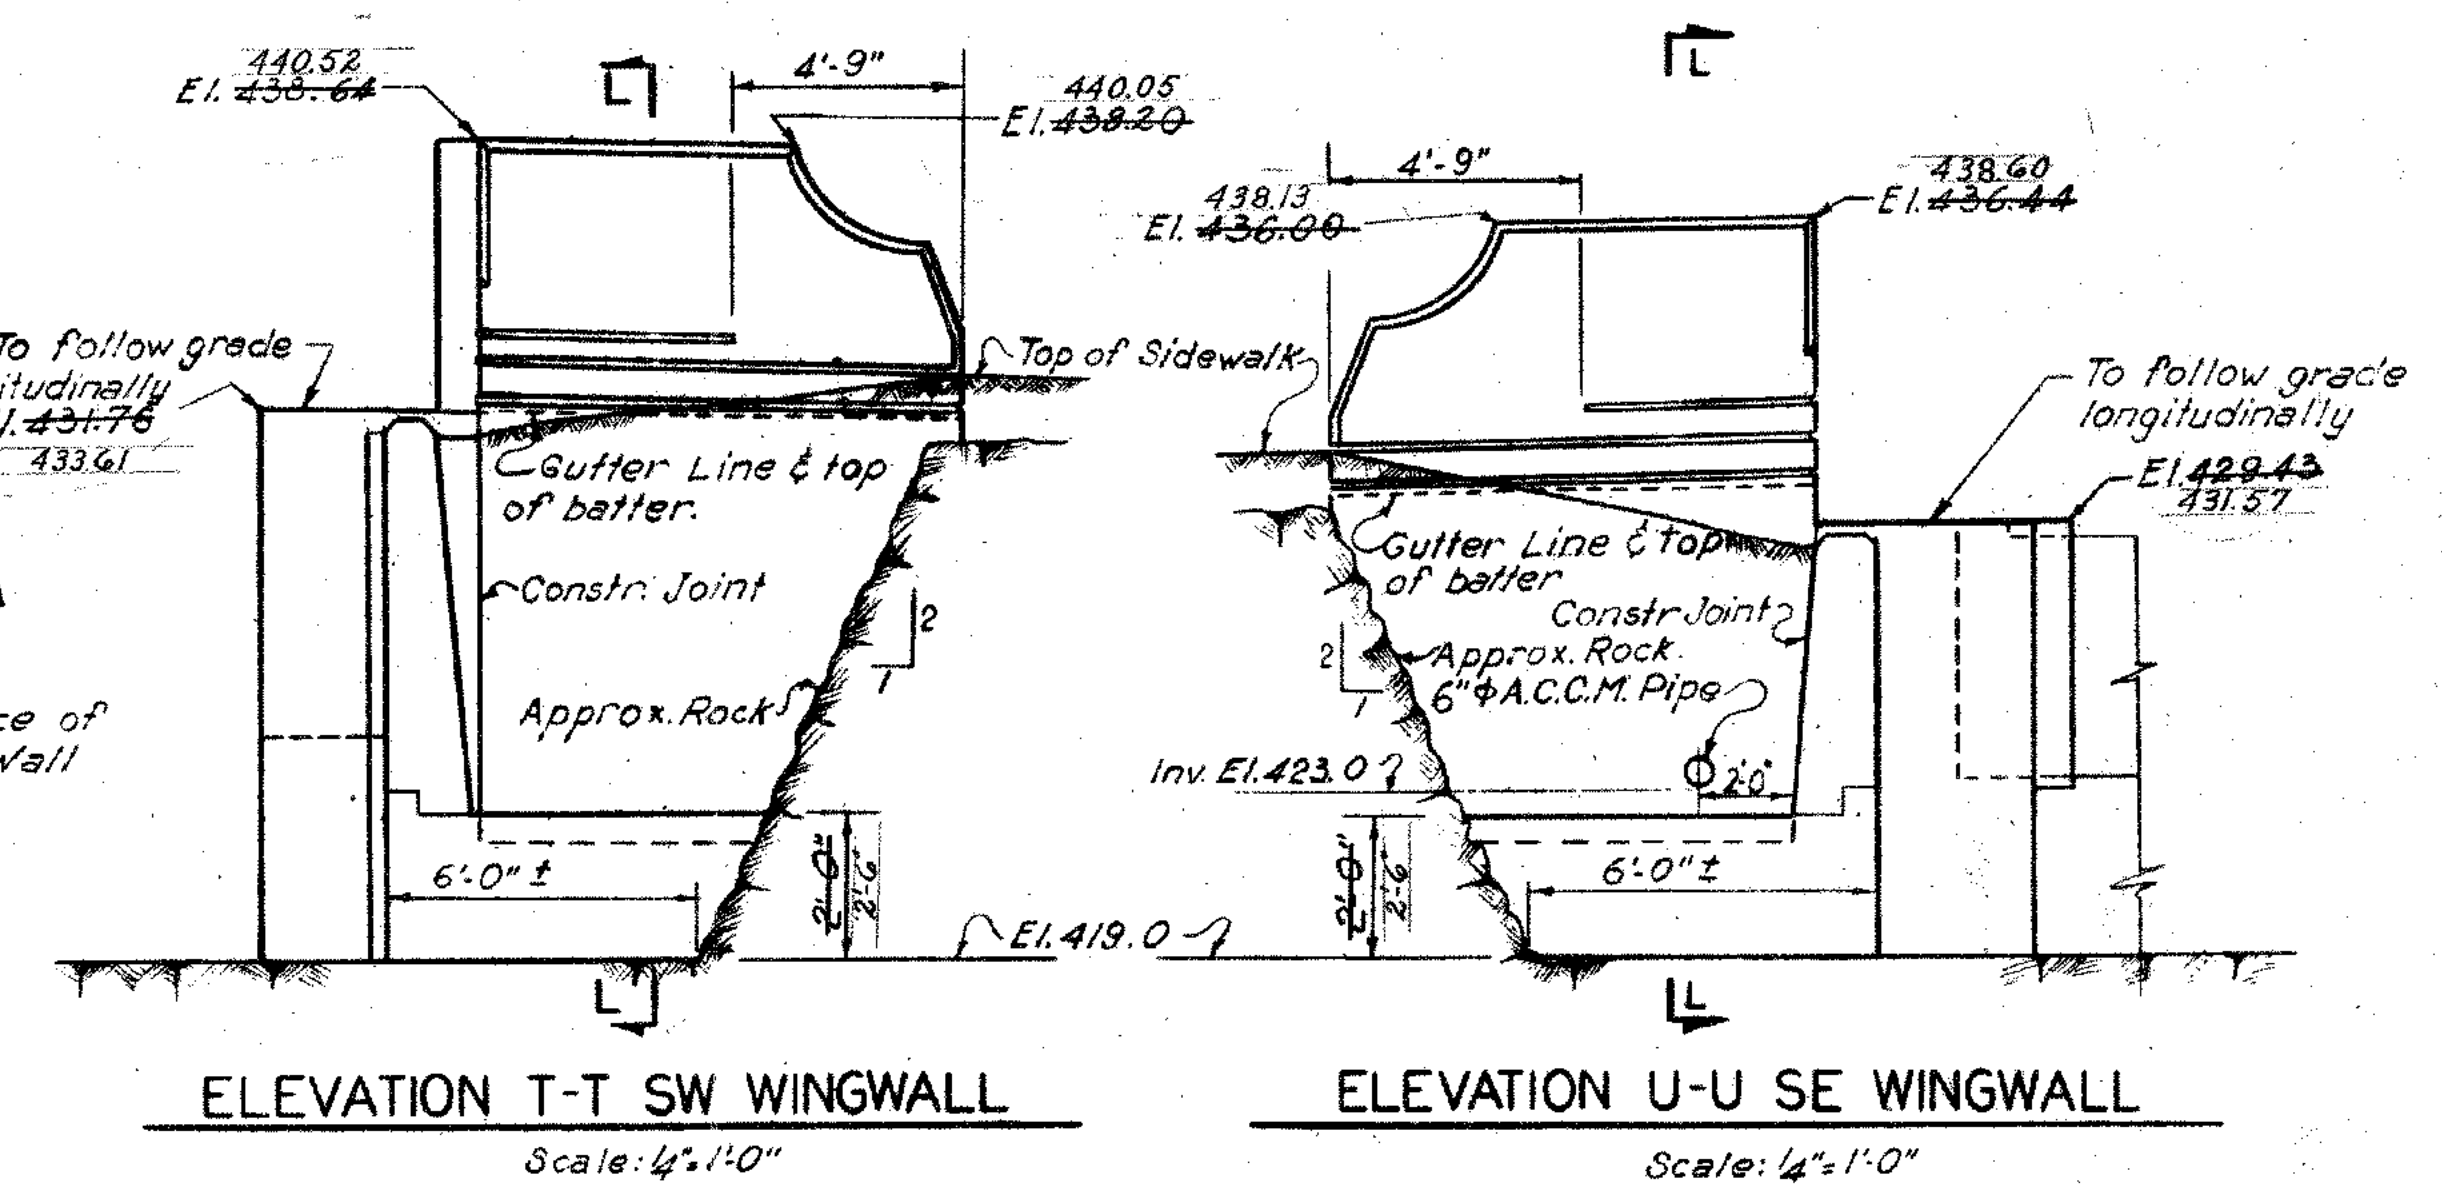 440.52
El. 438.64
L
4'-9"
440.05
El. 438.20
To follow grade
itudinally
l. 431.76
433.61
Top of Sidewalk
Gutter Line & top
of batter.
Constr. Joint
2
1
Approx. Rock
ce of
Wall
6'-0" ±
2'-0"
2'-6"
El. 419.0
L
ELEVATION T-T SW WINGWALL
Scale: 1/4" = 1'-0"
L
4'-9"
438.13
El. 436.00
438.60
El. 436.44
To follow grade
longitudinally
El. 429.43
431.57
Gutter Line & top
of batter
Constr Joint
2
1
Approx. Rock.
6" ф A.C.C.M. Pipe
Inv. El. 423.0
2'-0"
2'-0"
2'-6"
6'-0" ±
L
ELEVATION U-U SE WINGWALL
Scale: 1/4" = 1'-0"